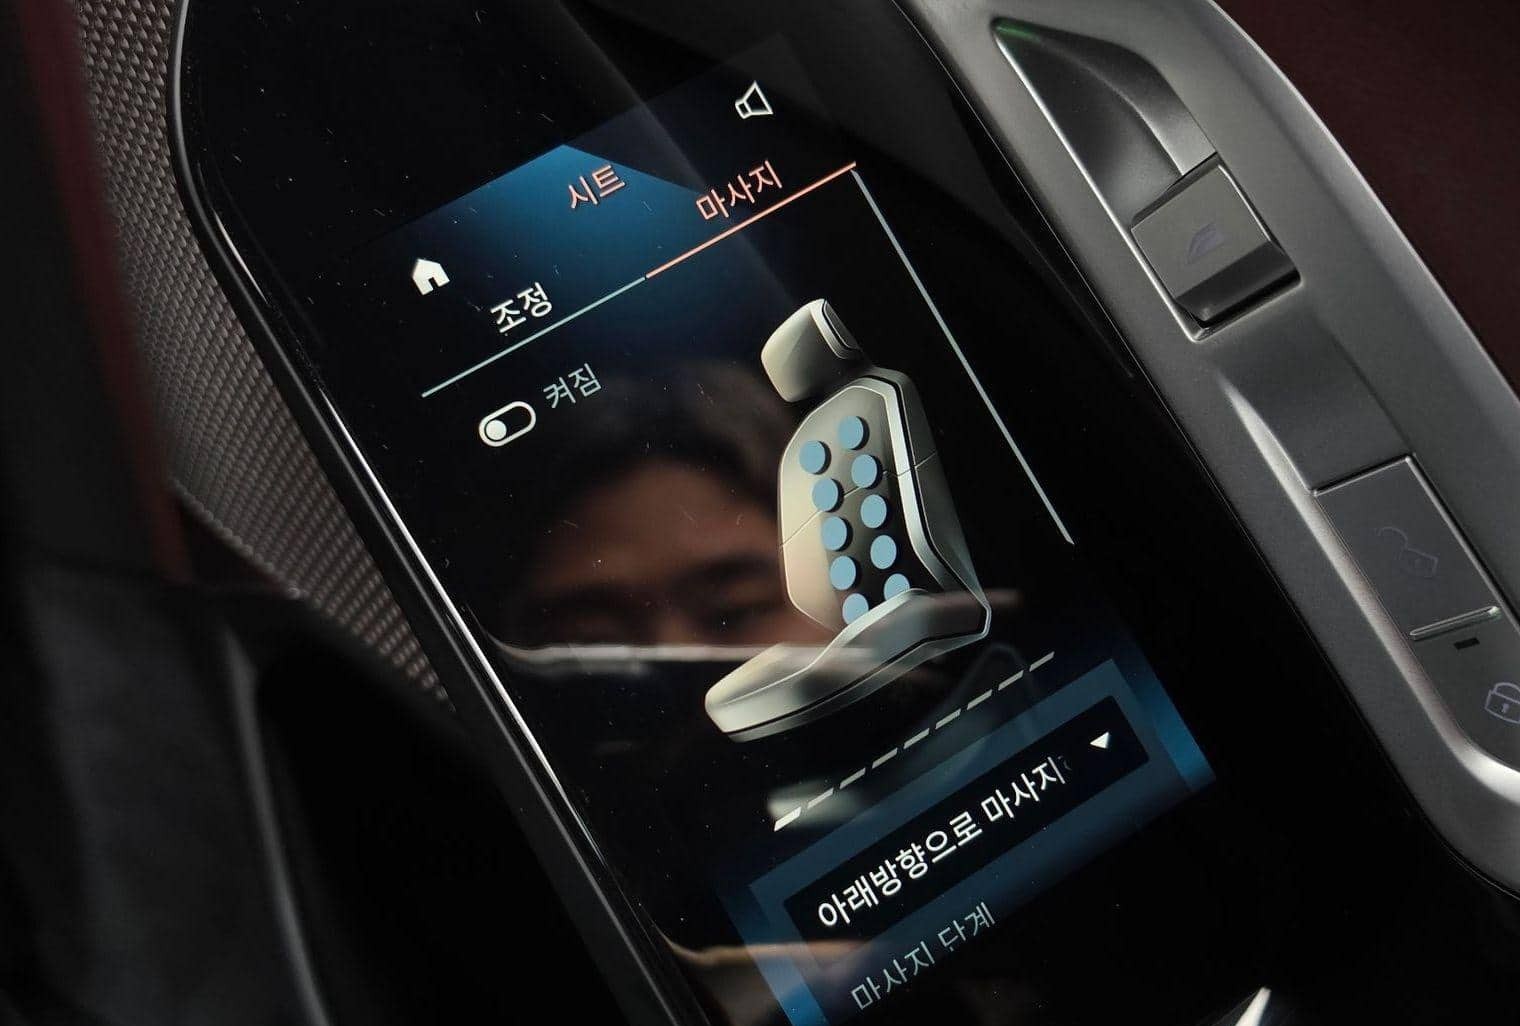 시트
조정
마사지
켜짐
아래방향으로 마사지
마사지 단계